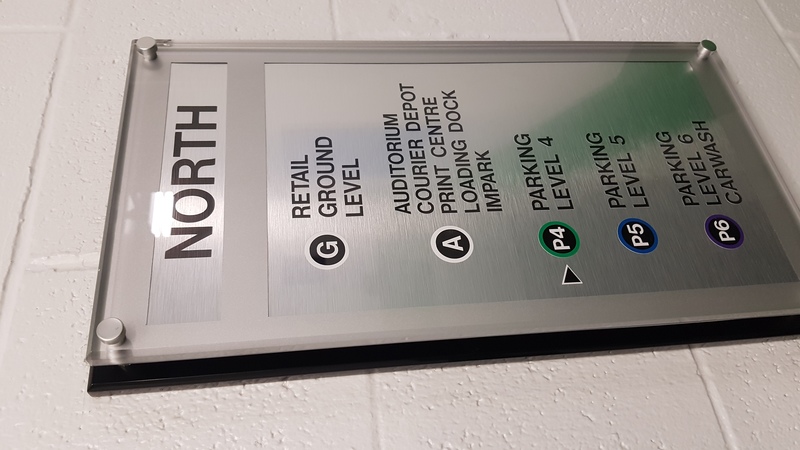 NORTH
G
RETAIL
GROUND
LEVEL
A
AUDITORIUM
COURIER DEPOT
PRINT CENTRE
LOADING DOCK
IMPARK
P4
PARKING
LEVEL 4
P5
PARKING
LEVEL 5
P6
PARKING
LEVEL 6
CARWASH